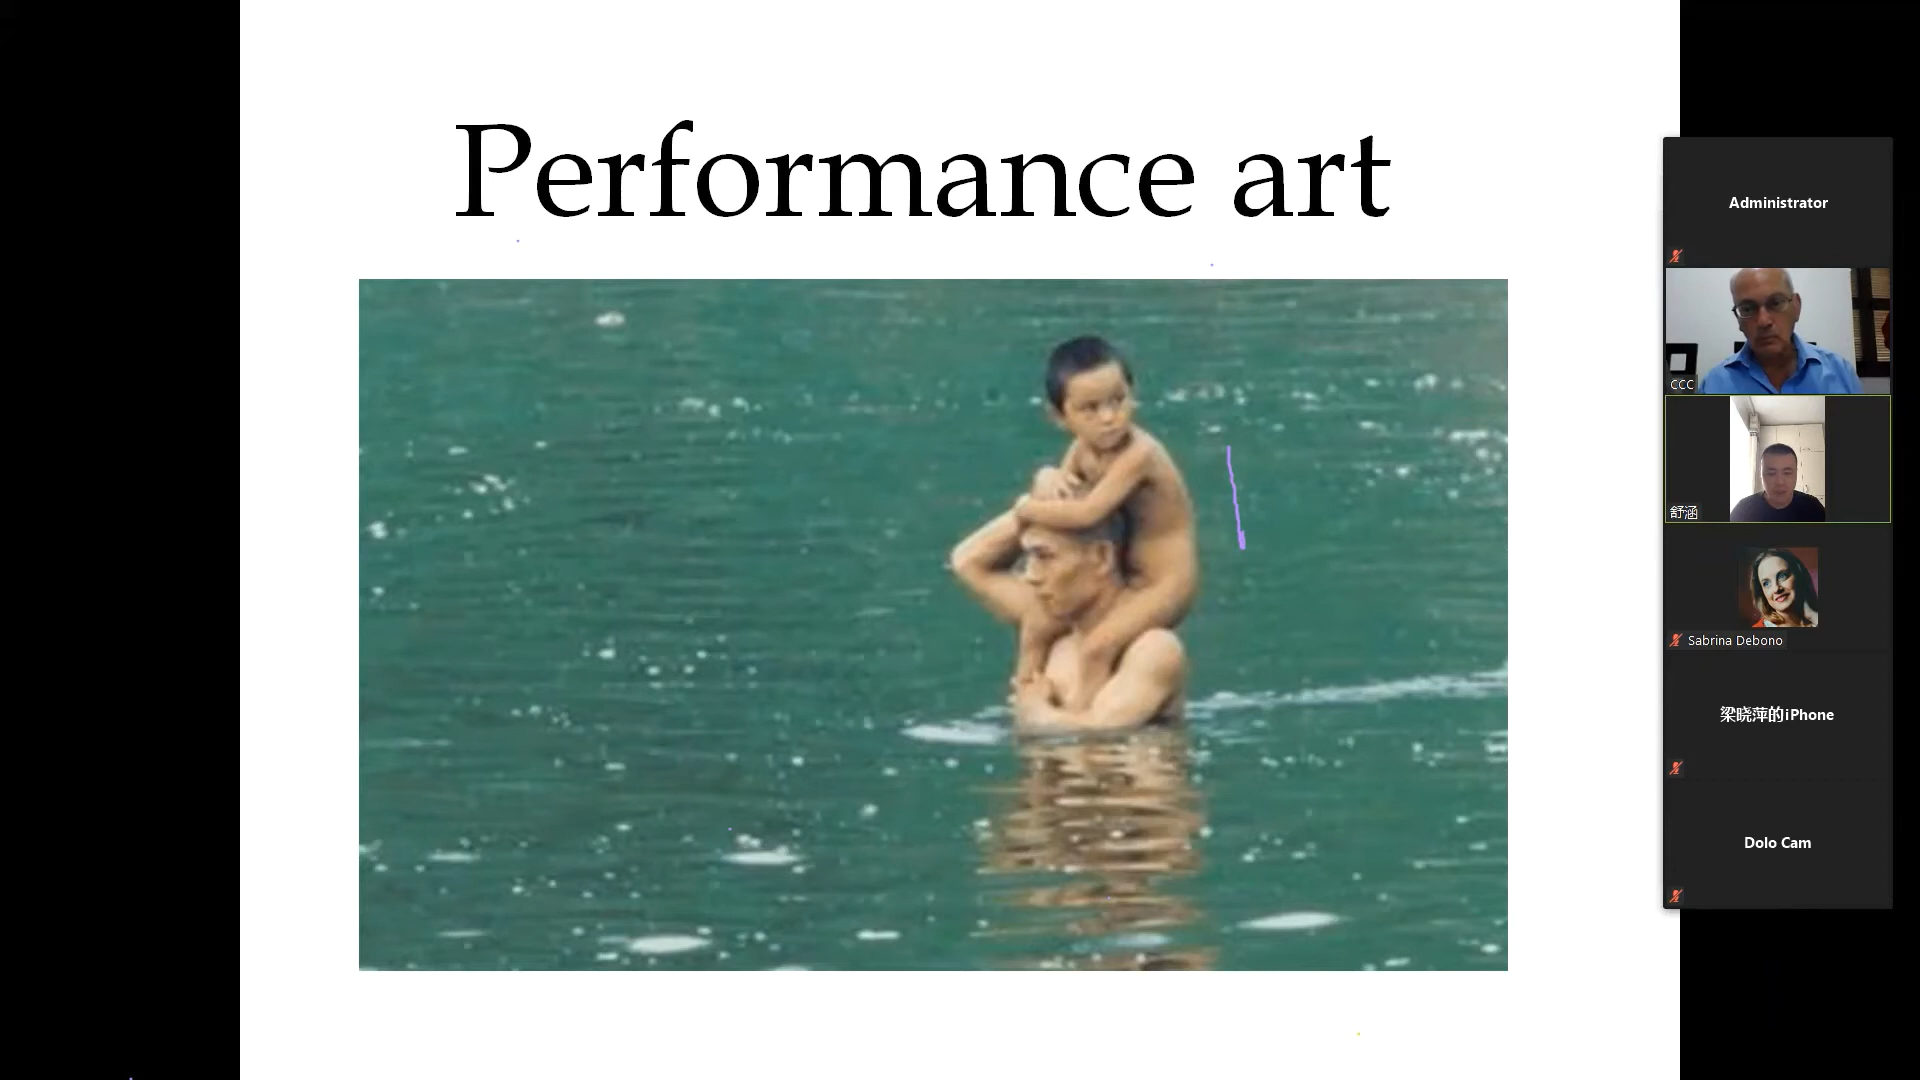 Performance art
Administrator
CCC
舒涵
Sabrina Debono
梁晓萍的iPhone
Dolo Cam